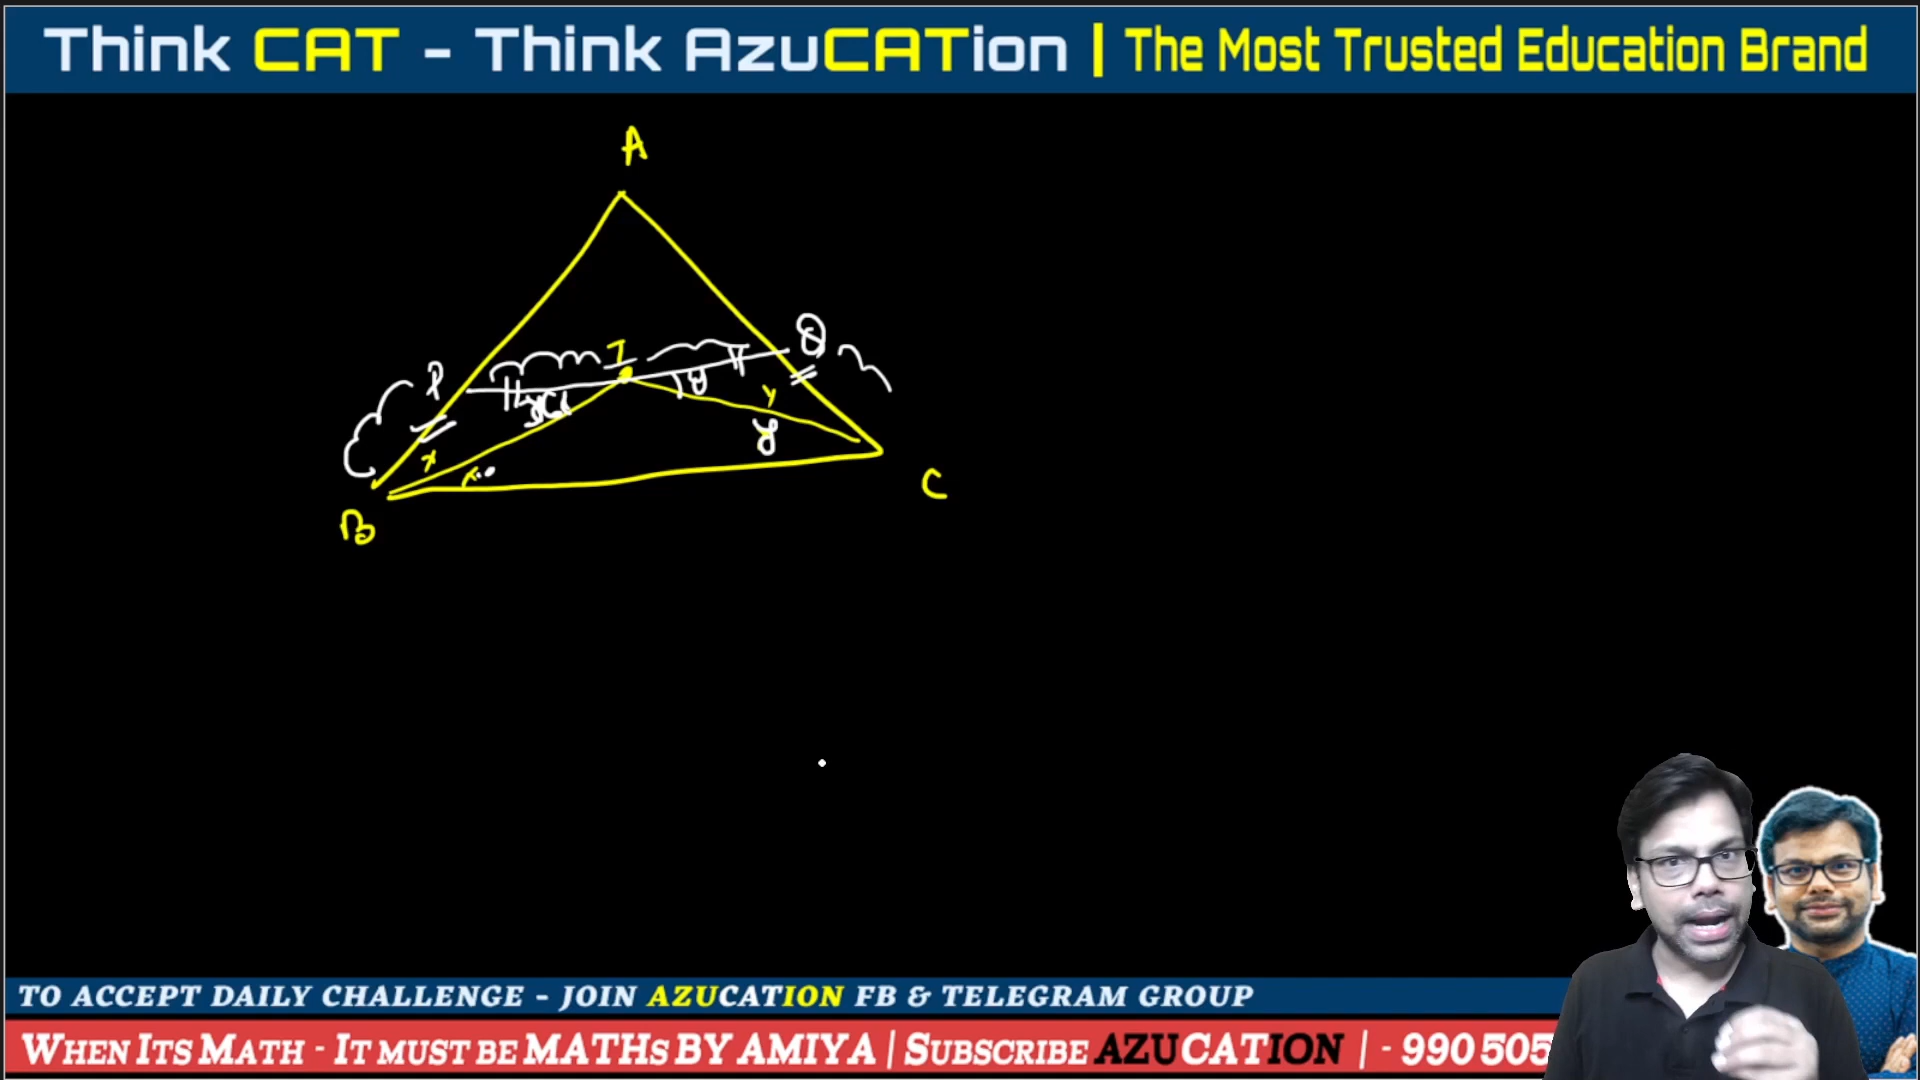 Think CAT - Think AzuCATion | The Most Trusted Education Brand
A
P
I
Q
x
x
y
y
y
B
C
TO ACCEPT DAILY CHALLENGE - JOIN AZUCATION FB & TELEGRAM GROUP
WHEN ITS MATH - IT MUST BE MATHS BY AMIYA | SUBSCRIBE AZUCATION | - 990 505